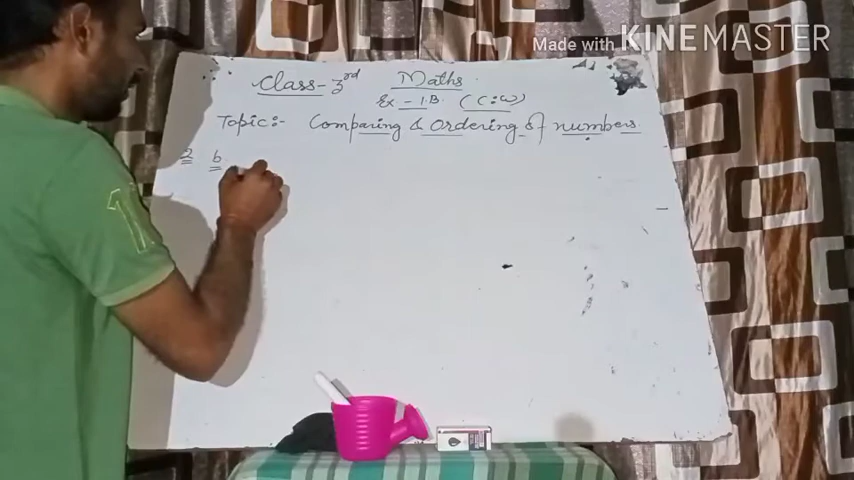 Made with KINEMASTER
Class-3rd Maths
Ex-1.B. (C:W)
Topic:- Comparing & Ordering of numbers
2 b